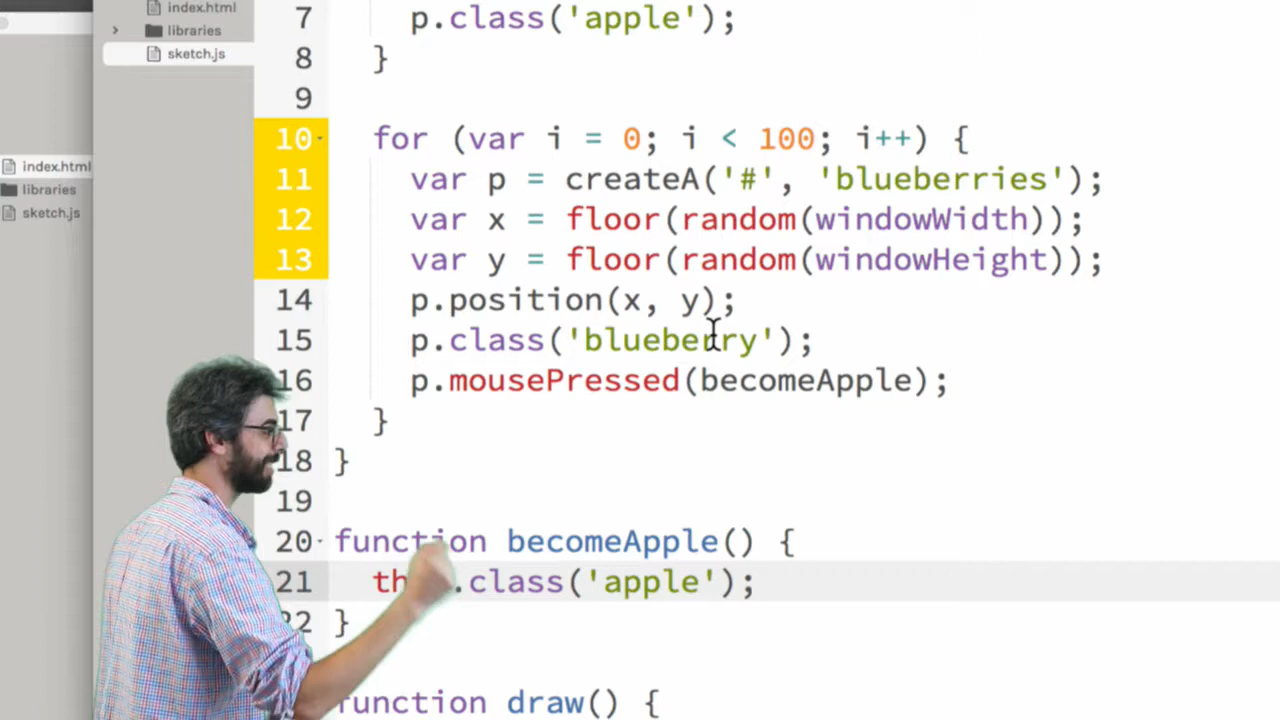 index.html
libraries
sketch.js
index.html
libraries
sketch.js
7 p.class('apple');
8 }
9
10 for (var i = 0; i < 100; i++) {
11 var p = createA('#', 'blueberries');
12 var x = floor(random(windowWidth));
13 var y = floor(random(windowHeight));
14 p.position(x, y);
15 p.class('blueberry');
16 p.mousePressed(becomeApple);
17 }
18 }
19
20 function becomeApple() {
21 .class('apple');
22 }
function draw() {